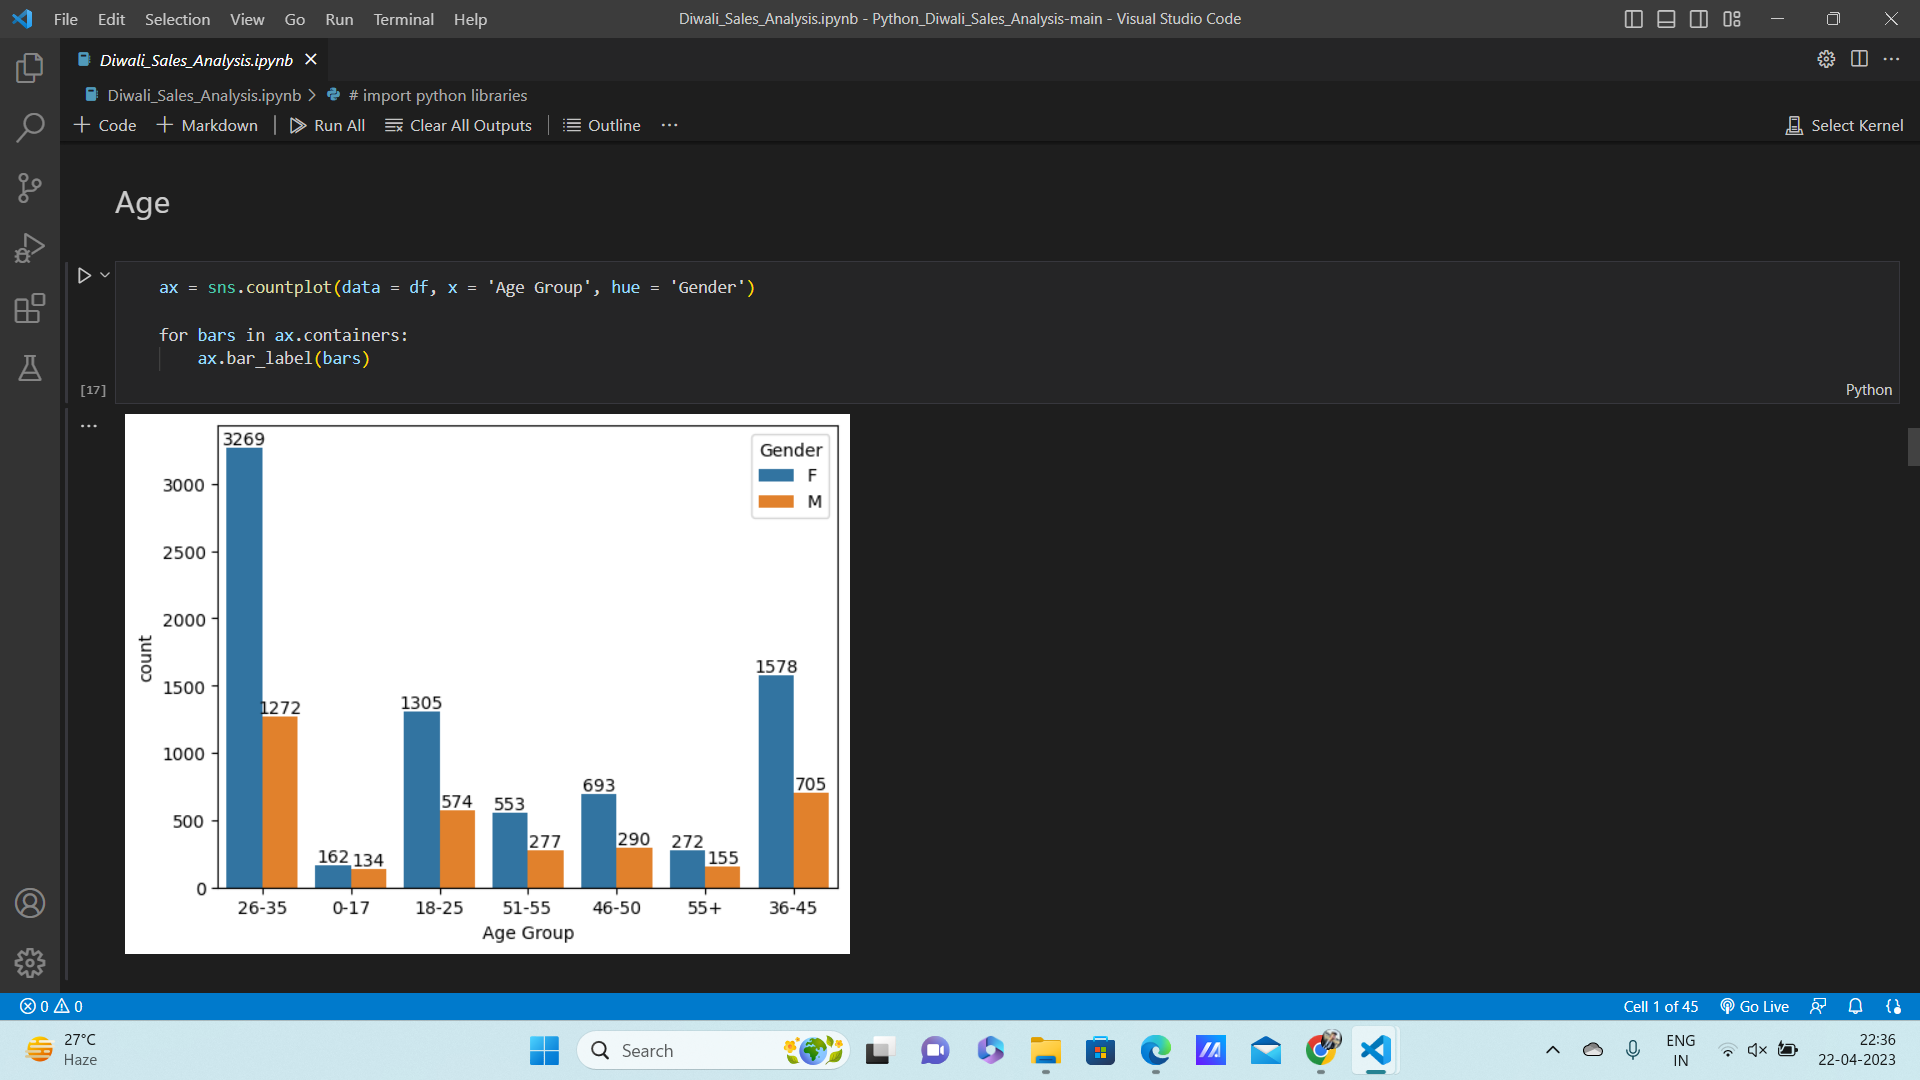 File Edit Selection View Go Run Terminal Help
Diwali_Sales_Analysis.ipynb - Python_Diwali_Sales_Analysis-main - Visual Studio Code
Diwali_Sales_Analysis.ipynb
Diwali_Sales_Analysis.ipynb > # import python libraries
+ Code + Markdown | Run All Clear All Outputs | Outline ...
Select Kernel
Age
ax = sns.countplot(data = df, x = 'Age Group', hue = 'Gender')
for bars in ax.containers:
ax.bar_label(bars)
[17]
Python
3269
Gender
F
M
3000
2500
2000
1578
1500
1272
1305
1000
693
705
574
553
500
277
290
272
155
162
134
0
count
26-35 0-17 18-25 51-55 46-50 55+ 36-45
Age Group
0 0
Cell 1 of 45 Go Live
27°C
Haze
Search
ENG
IN
22:36
22-04-2023